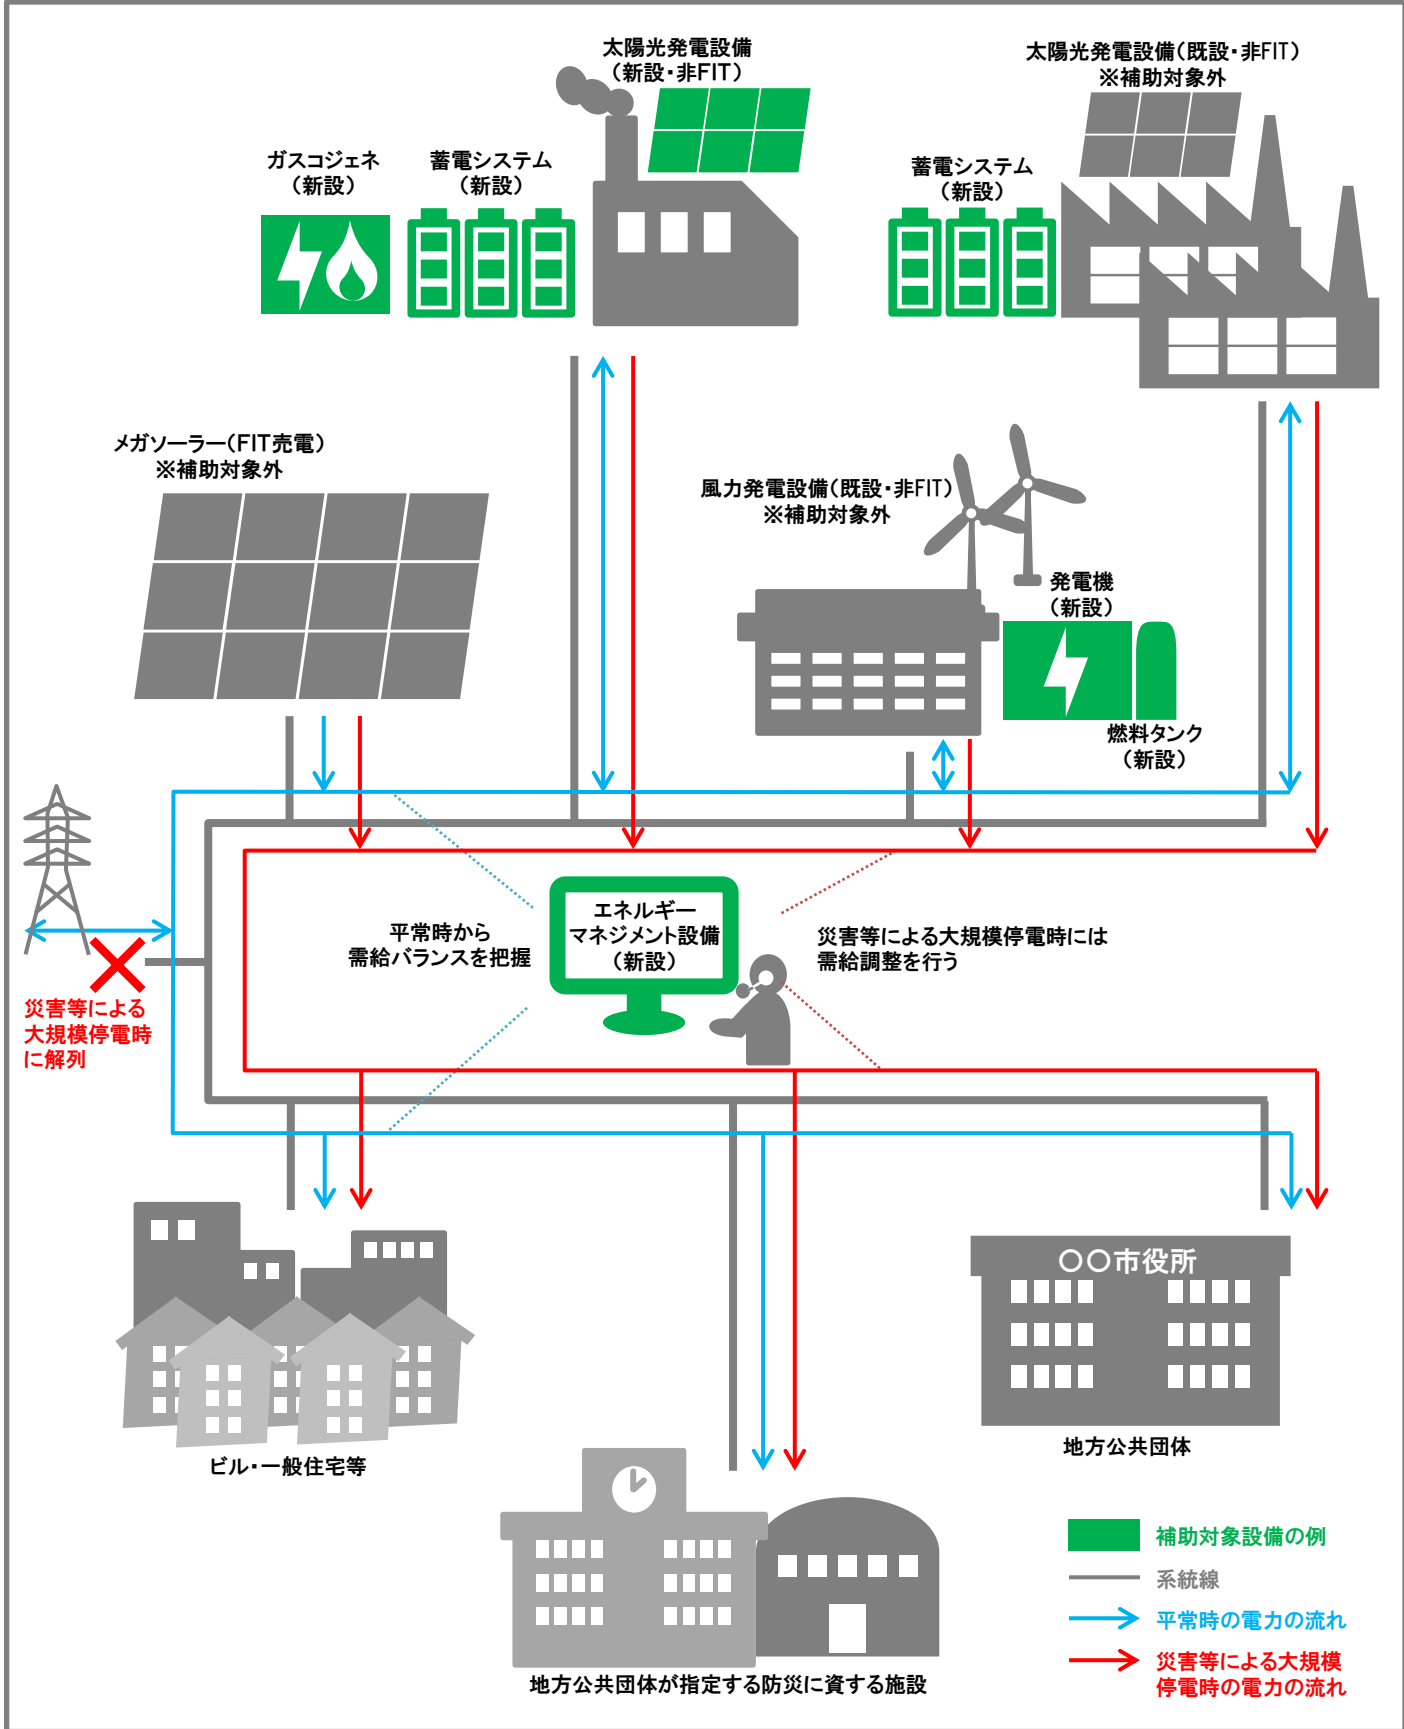 太陽光発電設備
（新設・非FIT）
太陽光発電設備（既設・非FIT）
※補助対象外
ガスコジェネ
（新設）
蓄電システム
（新設）
蓄電システム
（新設）
メガソーラー（FIT売電）
※補助対象外
風力発電設備（既設・非FIT）
※補助対象外
発電機
（新設）
燃料タンク
（新設）
平常時から
需給バランスを把握
エネルギー
マネジメント設備
（新設）
災害等による大規模停電時には
需給調整を行う
災害等による
大規模停電時
に解列
〇〇市役所
ビル・一般住宅等
地方公共団体
地方公共団体が指定する防災に資する施設
補助対象設備の例
系統線
平常時の電力の流れ
災害等による大規模
停電時の電力の流れ